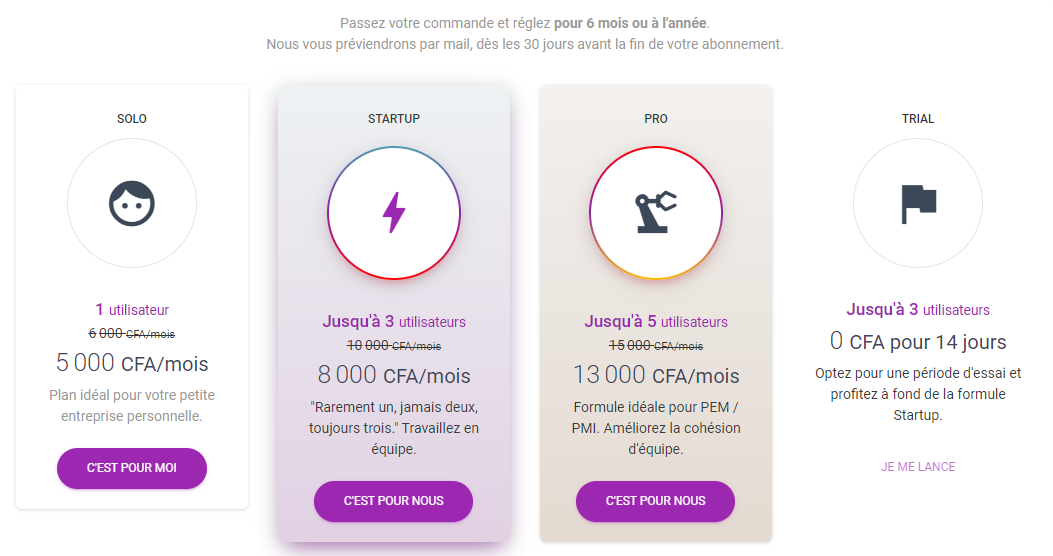 Passez votre commande et réglez pour 6 mois ou à l'année.
Nous vous préviendrons par mail, dès les 30 jours avant la fin de votre abonnement.
SOLO
1 utilisateur
6 000 CFA/mois
5 000 CFA/mois
Plan idéal pour votre petite
entreprise personnelle.
C'EST POUR MOI
STARTUP
Jusqu'à 3 utilisateurs
10 000 CFA/mois
8 000 CFA/mois
"Rarement un, jamais deux,
toujours trois." Travaillez en
équipe.
C'EST POUR NOUS
PRO
Jusqu'à 5 utilisateurs
15 000 CFA/mois
13 000 CFA/mois
Formule idéale pour PEM /
PMI. Améliorez la cohésion
d'équipe.
C'EST POUR NOUS
TRIAL
Jusqu'à 3 utilisateurs
0 CFA pour 14 jours
Optez pour une période d'essai et
profitez à fond de la formule
Startup.
JE ME LANCE